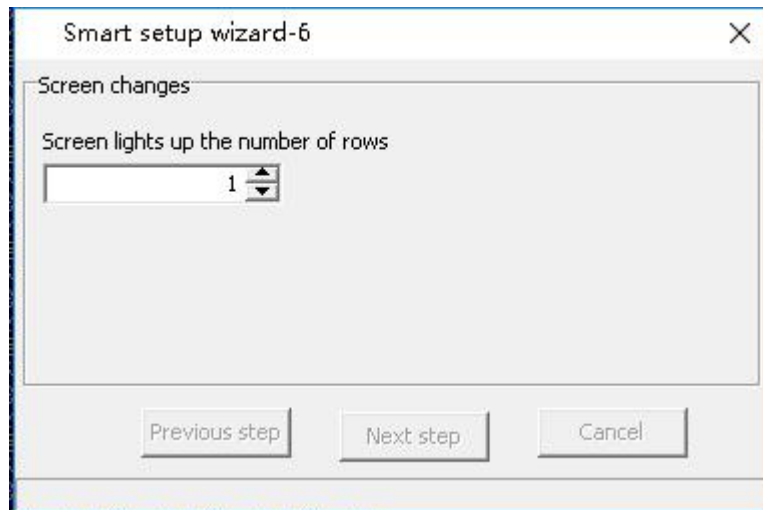 Smart setup wizard-6
Screen changes
Screen lights up the number of rows
1
Previous step
Next step
Cancel